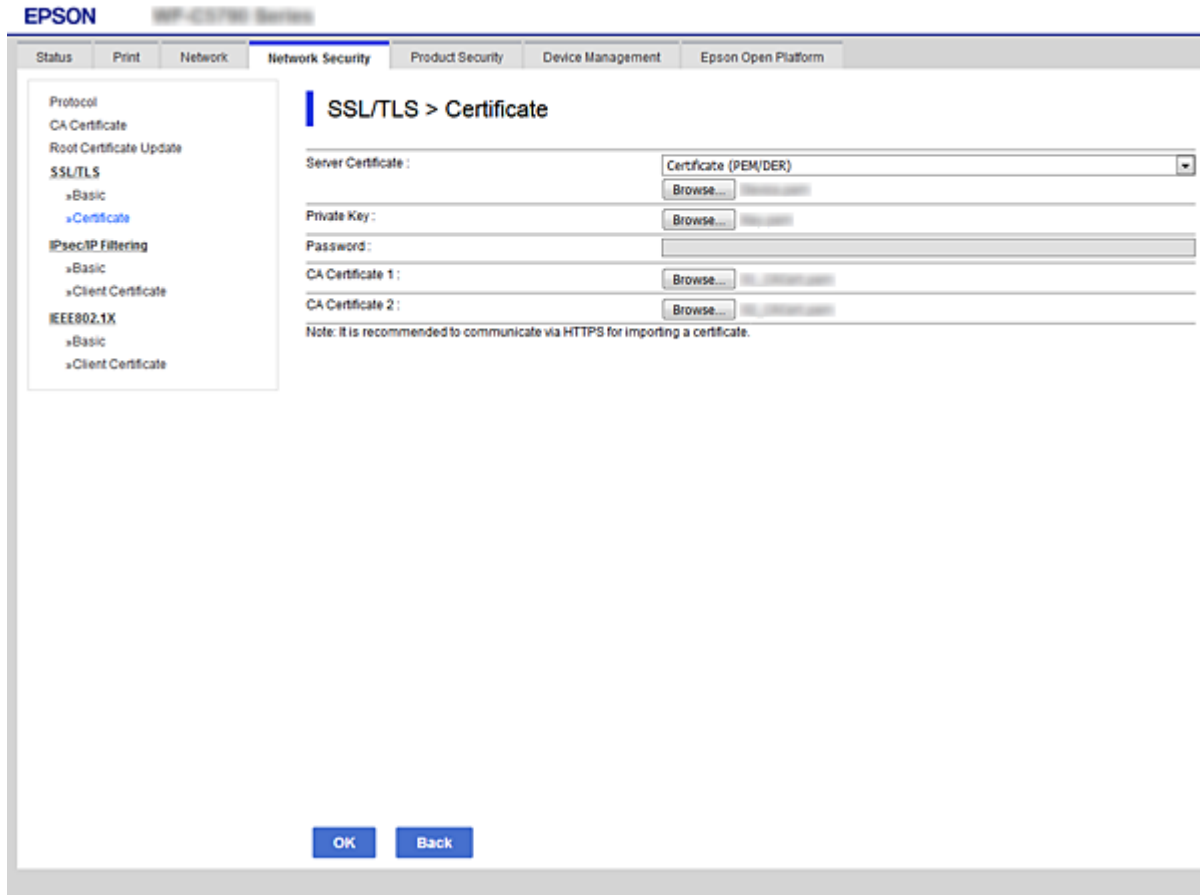 EPSON
Status Print Network Network Security Product Security Device Management Epson Open Platform
Protocol
CA Certificate
Root Certificate Update
SSL/TLS
»Basic
»Certificate
IPsec/IP Filtering
»Basic
»Client Certificate
IEEE802.1X
»Basic
»Client Certificate
SSL/TLS > Certificate
Server Certificate : Certificate (PEM/DER)
Browse...
Private Key : Browse...
Password :
CA Certificate 1 : Browse...
CA Certificate 2 : Browse...
Note: It is recommended to communicate via HTTPS for importing a certificate.
OK Back